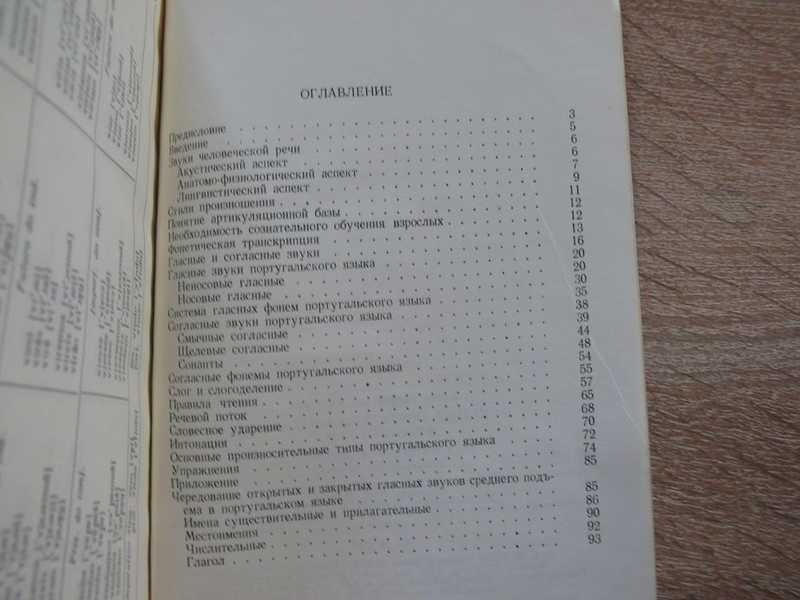 ОГЛАВЛЕНИЕ
Предисловие 3
Введение 5
Звуки человеческой речи 6
Акустический аспект 6
Анатомо-физиологический аспект 7
Лингвистический аспект 9
Стили произношения 11
Понятие артикуляционной базы 12
Необходимость сознательного обучения взрослых 12
Фонетическая транскрипция 13
Гласные и согласные звуки 16
Гласные звуки португальского языка 20
Неносовые гласные 20
Носовые гласные 30
Система гласных фонем португальского языка 35
Согласные звуки португальского языка 38
Смычные согласные 39
Щелевые согласные 44
Сонанты 48
Согласные фонемы португальского языка 54
Слог и слогоделение 55
Правила чтения 57
Речевой поток 65
Словесное ударение 68
Интонация 70
Основные произносительные типы португальского языка 72
Упражнения 74
Приложение 85
Чередование открытых и закрытых гласных звуков среднего подъ-
ема в португальском языке 85
Имена существительные и прилагательные 86
Местоимения 90
Числительные 92
Глагол 93